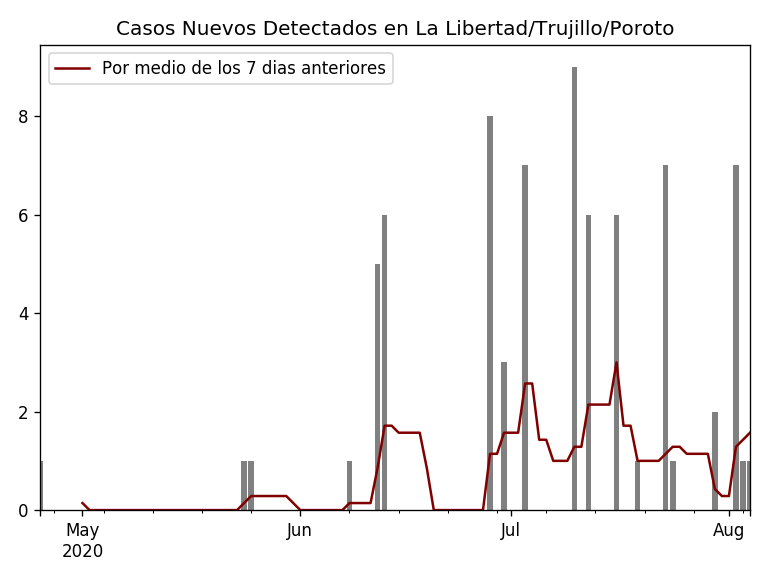 Casos Nuevos Detectados en La Libertad/Trujillo/Poroto
Por medio de los 7 dias anteriores
8
6
4
2
0
May Jun Jul Aug
2020